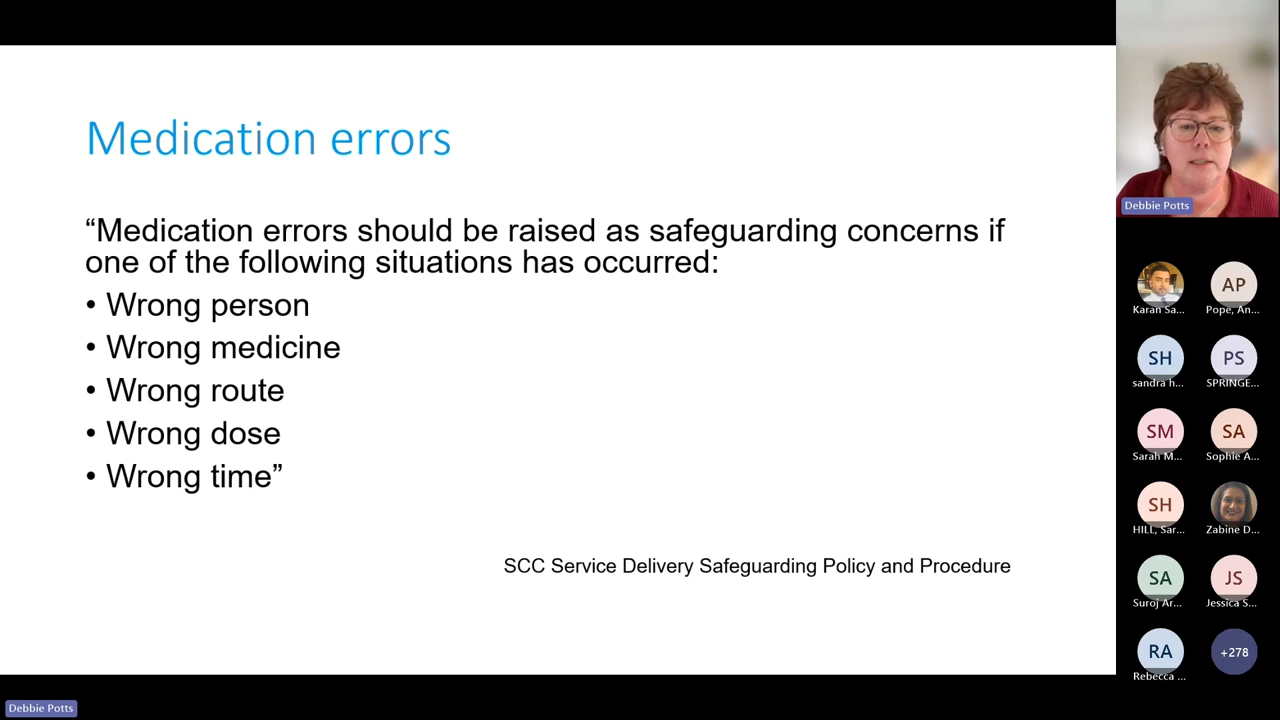 Medication errors
“Medication errors should be raised as safeguarding concerns if
one of the following situations has occurred:
• Wrong person
• Wrong medicine
• Wrong route
• Wrong dose
• Wrong time”
SCC Service Delivery Safeguarding Policy and Procedure
Debbie Potts
Karan Sa...
AP
Pope, An...
SH
sandra h...
PS
SPRINGE...
SM
Sarah M...
SA
Sophie A...
SH
HILL, Sar...
Zabine D...
SA
Suroj Ar...
JS
Jessica S...
RA
Rebecca ...
+278
Debbie Potts